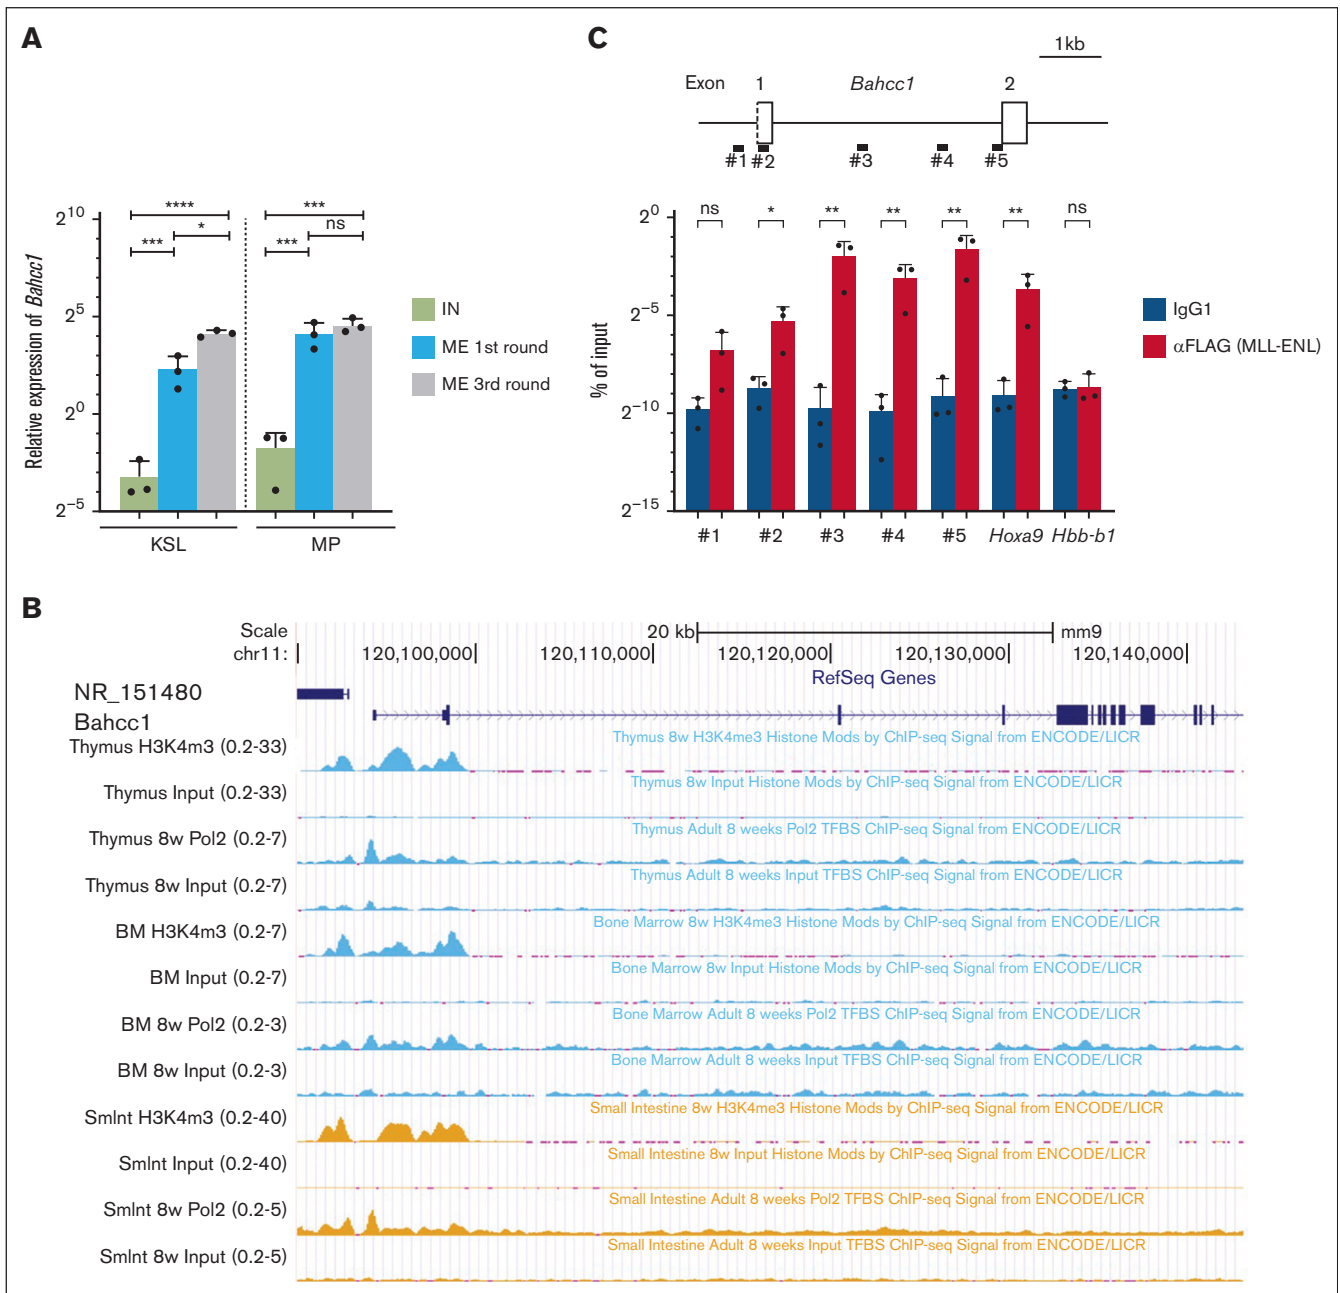 A
Relative expression of Bahcc1
2^10
2^5
2^0
2^−5
****
***
*
***
***
ns
KSL
MP
IN
ME 1st round
ME 3rd round
C
1kb
Exon 1 Bahcc1 2
#1 #2 #3 #4 #5
% of input
2^0
2^−5
2^−10
2^−15
ns * ** ** ** ** ns
#1 #2 #3 #4 #5 Hoxa9 Hbb-b1
IgG1
αFLAG (MLL-ENL)
B
Scale 20 kb mm9
chr11: 120,100,000 120,110,000 120,120,000 120,130,000 120,140,000
RefSeq Genes
NR_151480
Bahcc1
Thymus H3K4m3 (0.2-33)
Thymus 8w H3K4me3 Histone Mods by ChIP-seq Signal from ENCODE/LICR
Thymus Input (0.2-33)
Thymus 8w Input Histone Mods by ChIP-seq Signal from ENCODE/LICR
Thymus 8w Pol2 (0.2-7)
Thymus Adult 8 weeks Pol2 TFBS ChIP-seq Signal from ENCODE/LICR
Thymus 8w Input (0.2-7)
Thymus Adult 8 weeks Input TFBS ChIP-seq Signal from ENCODE/LICR
BM H3K4m3 (0.2-7)
Bone Marrow 8w H3K4me3 Histone Mods by ChIP-seq Signal from ENCODE/LICR
BM Input (0.2-7)
Bone Marrow 8w Input Histone Mods by ChIP-seq Signal from ENCODE/LICR
BM 8w Pol2 (0.2-3)
Bone Marrow Adult 8 weeks Pol2 TFBS ChIP-seq Signal from ENCODE/LICR
BM 8w Input (0.2-3)
Bone Marrow Adult 8 weeks Input TFBS ChIP-seq Signal from ENCODE/LICR
SmInt H3K4m3 (0.2-40)
Small Intestine 8w H3K4me3 Histone Mods by ChIP-seq Signal from ENCODE/LICR
SmInt Input (0.2-40)
Small Intestine 8w Input Histone Mods by ChIP-seq Signal from ENCODE/LICR
SmInt 8w Pol2 (0.2-5)
Small Intestine Adult 8 weeks Pol2 TFBS ChIP-seq Signal from ENCODE/LICR
SmInt 8w Input (0.2-5)
Small Intestine Adult 8 weeks Input TFBS ChIP-seq Signal from ENCODE/LICR